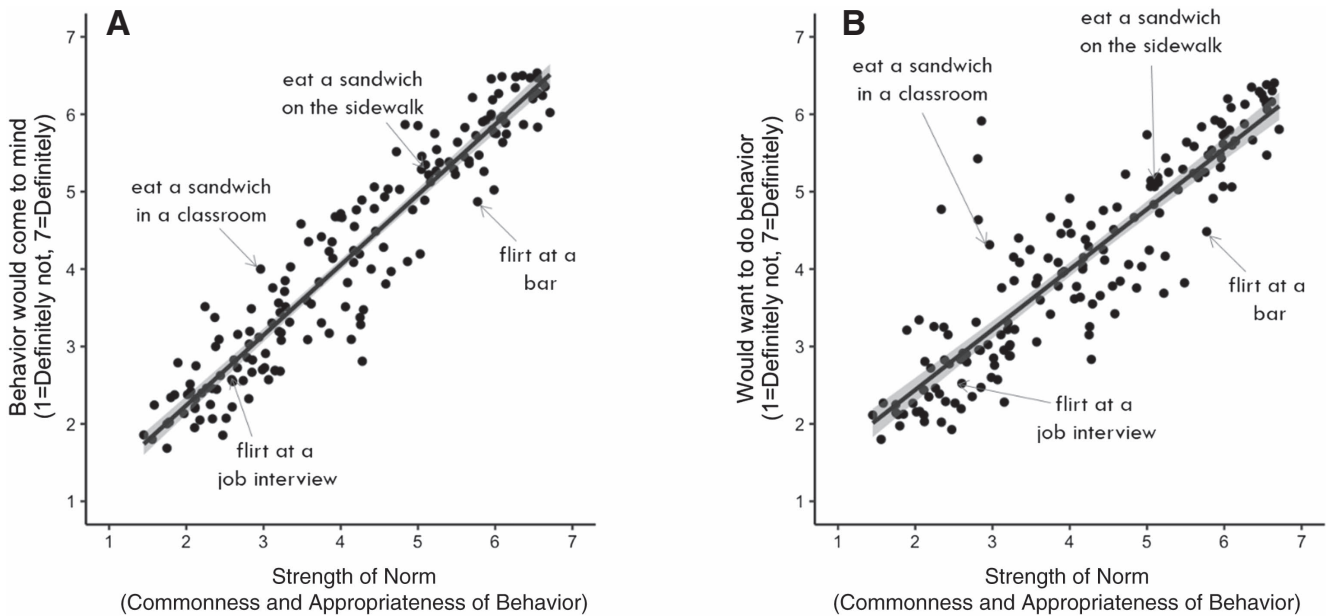 A
Behavior would come to mind
(1=Definitely not, 7=Definitely)
7
6
5
4
3
2
1
eat a sandwich
on the sidewalk
eat a sandwich
in a classroom
flirt at a
bar
flirt at a
job interview
1 2 3 4 5 6 7
Strength of Norm
(Commonness and Appropriateness of Behavior)
B
Would want to do behavior
(1=Definitely not, 7=Definitely)
7
6
5
4
3
2
1
eat a sandwich
on the sidewalk
eat a sandwich
in a classroom
flirt at a
bar
flirt at a
job interview
1 2 3 4 5 6 7
Strength of Norm
(Commonness and Appropriateness of Behavior)